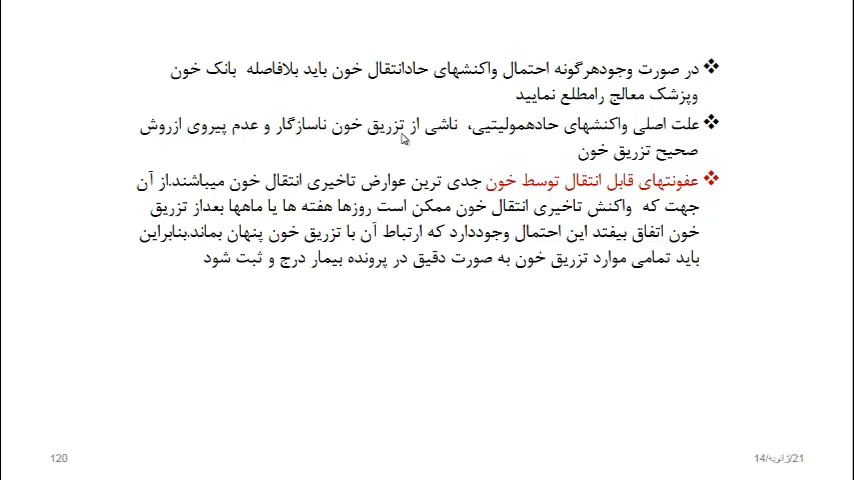 ❖ در صورت وجودهرگونه احتمال واکنشهای حادانتقال خون باید بلافاصله بانک خون
وپزشک معالج رامطلع نمایید
❖ علت اصلی واکنشهای حادهمولیتیی، ناشی از تزریق خون ناسازگار و عدم پیروی ازروش
صحیح تزریق خون
❖ عفونتهای قابل انتقال توسط خون جدی ترین عوارض تاخیری انتقال خون میباشند.از آن
جهت که واکنش تاخیری انتقال خون ممکن است روزها هفته ها یا ماهها بعداز تزریق
خون اتفاق بیفتد این احتمال وجوددارد که ارتباط آن با تزریق خون پنهان بماند.بنابراین
باید تمامی موارد تزریق خون به صورت دقیق در پرونده بیمار درج و ثبت شود
21/ژانویه/14
120